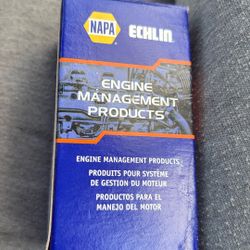 NAPA ECHLIN
ENGINE
MANAGEMENT
PRODUCTS
ENGINE MANAGEMENT PRODUCTS
PRODUITS POUR SYSTÈME
DE GESTION DU MOTEUR
PRODUCTOS PARA EL
MANEJO DEL MOTOR